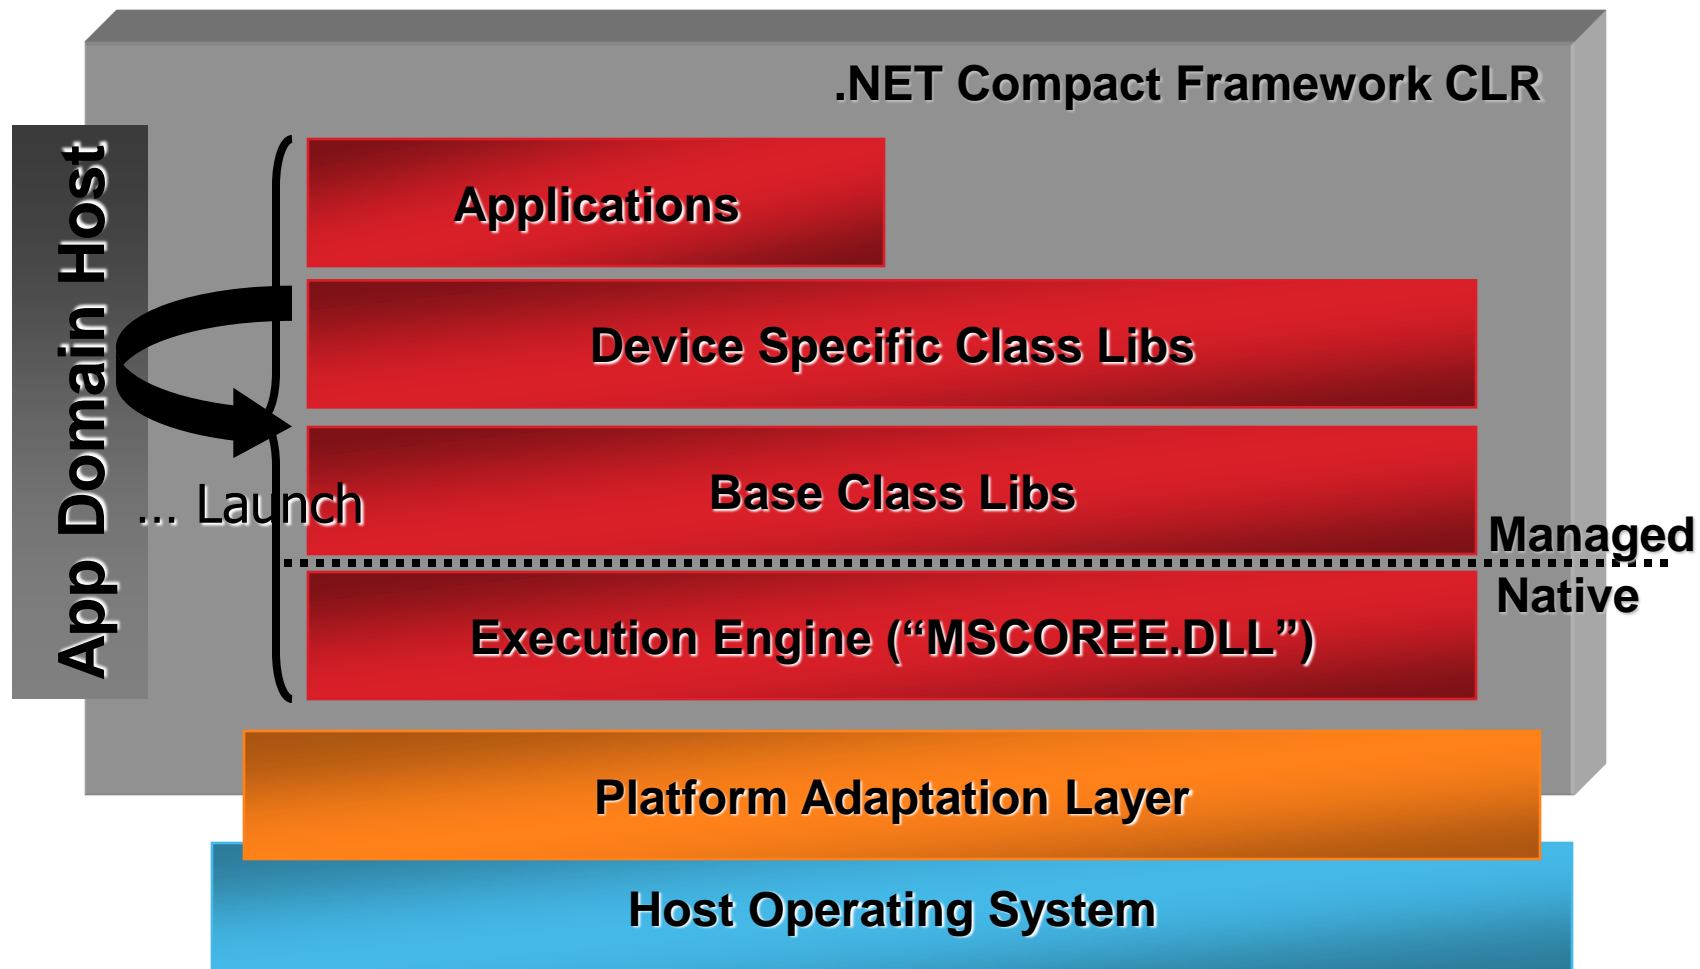 .NET Compact Framework CLR
App Domain Host
Applications
Device Specific Class Libs
Base Class Libs
... Launch
Managed
Native
Execution Engine (“MSCOREE.DLL”)
Platform Adaptation Layer
Host Operating System